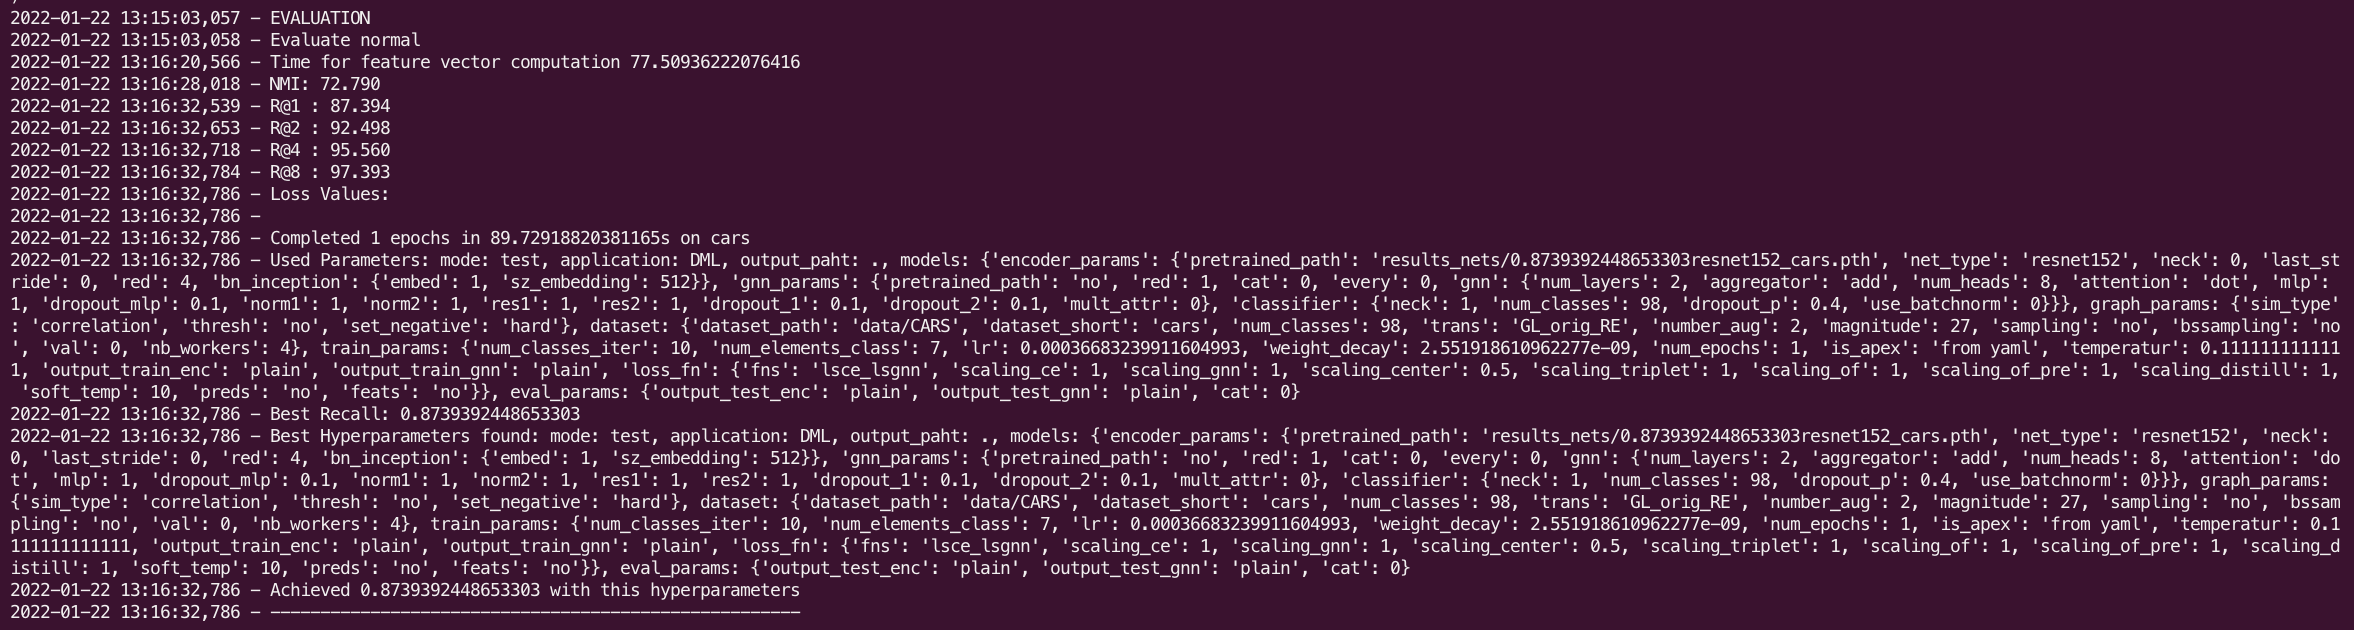 2022-01-22 13:15:03,057 - EVALUATION
2022-01-22 13:15:03,058 - Evaluate normal
2022-01-22 13:16:20,566 - Time for feature vector computation 77.50936222076416
2022-01-22 13:16:28,018 - NMI: 72.790
2022-01-22 13:16:32,539 - R@1 : 87.394
2022-01-22 13:16:32,653 - R@2 : 92.498
2022-01-22 13:16:32,718 - R@4 : 95.560
2022-01-22 13:16:32,784 - R@8 : 97.393
2022-01-22 13:16:32,786 - Loss Values:
2022-01-22 13:16:32,786 -
2022-01-22 13:16:32,786 - Completed 1 epochs in 89.72918820381165s on cars
2022-01-22 13:16:32,786 - Used Parameters: mode: test, application: DML, output_paht: ., models: {'encoder_params': {'pretrained_path': 'results_nets/0.8739392448653303resnet152_cars.pth', 'net_type': 'resnet152', 'neck': 0, 'last_st
ride': 0, 'red': 4, 'bn_inception': {'embed': 1, 'sz_embedding': 512}}, 'gnn_params': {'pretrained_path': 'no', 'red': 1, 'cat': 0, 'every': 0, 'gnn': {'num_layers': 2, 'aggregator': 'add', 'num_heads': 8, 'attention': 'dot', 'mlp':
1, 'dropout_mlp': 0.1, 'norm1': 1, 'norm2': 1, 'res1': 1, 'res2': 1, 'dropout_1': 0.1, 'dropout_2': 0.1, 'mult_attr': 0}, 'classifier': {'neck': 1, 'num_classes': 98, 'dropout_p': 0.4, 'use_batchnorm': 0}}}, graph_params: {'sim_type'
: 'correlation', 'thresh': 'no', 'set_negative': 'hard'}, dataset: {'dataset_path': 'data/CARS', 'dataset_short': 'cars', 'num_classes': 98, 'trans': 'GL_orig_RE', 'number_aug': 2, 'magnitude': 27, 'sampling': 'no', 'bssampling': 'no
', 'val': 0, 'nb_workers': 4}, train_params: {'num_classes_iter': 10, 'num_elements_class': 7, 'lr': 0.00036683239911604993, 'weight_decay': 2.551918610962277e-09, 'num_epochs': 1, 'is_apex': 'from yaml', 'temperatur': 0.111111111111
1, 'output_train_enc': 'plain', 'output_train_gnn': 'plain', 'loss_fn': {'fns': 'lsce_lsgnn', 'scaling_ce': 1, 'scaling_gnn': 1, 'scaling_center': 0.5, 'scaling_triplet': 1, 'scaling_of': 1, 'scaling_of_pre': 1, 'scaling_distill': 1,
'soft_temp': 10, 'preds': 'no', 'feats': 'no'}}, eval_params: {'output_test_enc': 'plain', 'output_test_gnn': 'plain', 'cat': 0}
2022-01-22 13:16:32,786 - Best Recall: 0.8739392448653303
2022-01-22 13:16:32,786 - Best Hyperparameters found: mode: test, application: DML, output_paht: ., models: {'encoder_params': {'pretrained_path': 'results_nets/0.8739392448653303resnet152_cars.pth', 'net_type': 'resnet152', 'neck':
0, 'last_stride': 0, 'red': 4, 'bn_inception': {'embed': 1, 'sz_embedding': 512}}, 'gnn_params': {'pretrained_path': 'no', 'red': 1, 'cat': 0, 'every': 0, 'gnn': {'num_layers': 2, 'aggregator': 'add', 'num_heads': 8, 'attention': 'do
t', 'mlp': 1, 'dropout_mlp': 0.1, 'norm1': 1, 'norm2': 1, 'res1': 1, 'res2': 1, 'dropout_1': 0.1, 'dropout_2': 0.1, 'mult_attr': 0}, 'classifier': {'neck': 1, 'num_classes': 98, 'dropout_p': 0.4, 'use_batchnorm': 0}}}, graph_params:
{'sim_type': 'correlation', 'thresh': 'no', 'set_negative': 'hard'}, dataset: {'dataset_path': 'data/CARS', 'dataset_short': 'cars', 'num_classes': 98, 'trans': 'GL_orig_RE', 'number_aug': 2, 'magnitude': 27, 'sampling': 'no', 'bssam
pling': 'no', 'val': 0, 'nb_workers': 4}, train_params: {'num_classes_iter': 10, 'num_elements_class': 7, 'lr': 0.00036683239911604993, 'weight_decay': 2.551918610962277e-09, 'num_epochs': 1, 'is_apex': 'from yaml', 'temperatur': 0.1
111111111111, 'output_train_enc': 'plain', 'output_train_gnn': 'plain', 'loss_fn': {'fns': 'lsce_lsgnn', 'scaling_ce': 1, 'scaling_gnn': 1, 'scaling_center': 0.5, 'scaling_triplet': 1, 'scaling_of': 1, 'scaling_of_pre': 1, 'scaling_d
istill': 1, 'soft_temp': 10, 'preds': 'no', 'feats': 'no'}}, eval_params: {'output_test_enc': 'plain', 'output_test_gnn': 'plain', 'cat': 0}
2022-01-22 13:16:32,786 - Achieved 0.8739392448653303 with this hyperparameters
2022-01-22 13:16:32,786 - -----------------------------------------------------